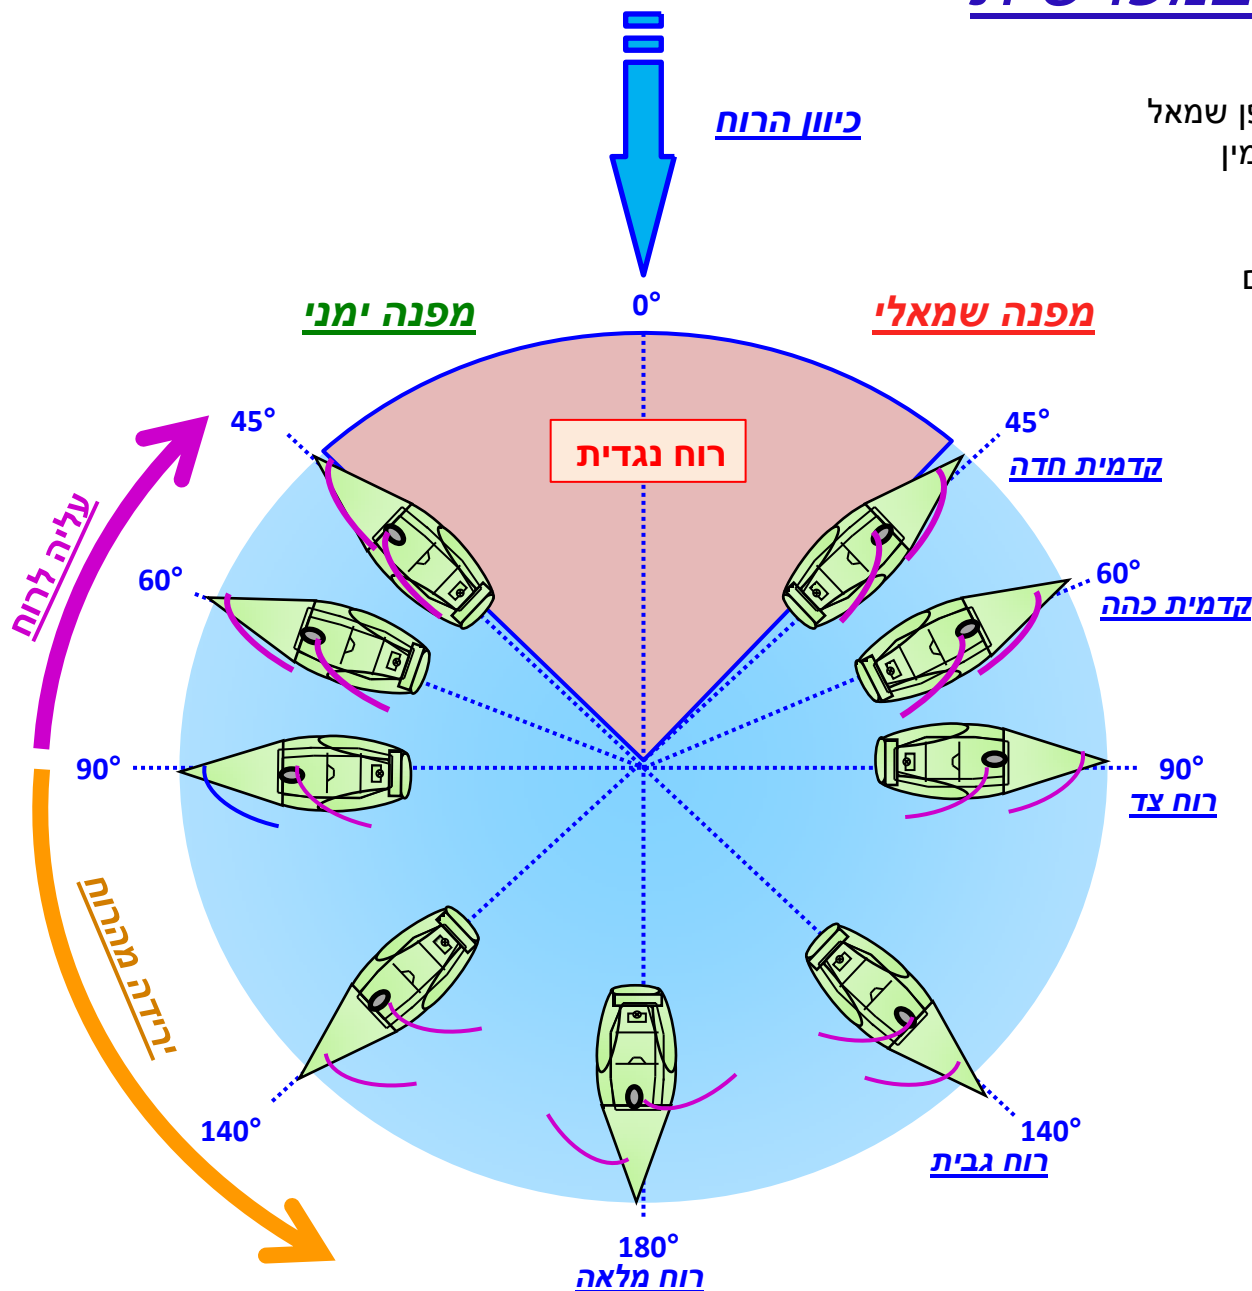 שמאל
כיוון הרוח
מפנה ימני
0°
מפנה שמאלי
45°
45°
רוח נגדית
קדמית חדה
עליה לרוח
60°
60°
קדמית כהה
90°
90°
רוח צד
ירידה מהרוח
140°
140°
רוח גבית
180°
רוח מלאה